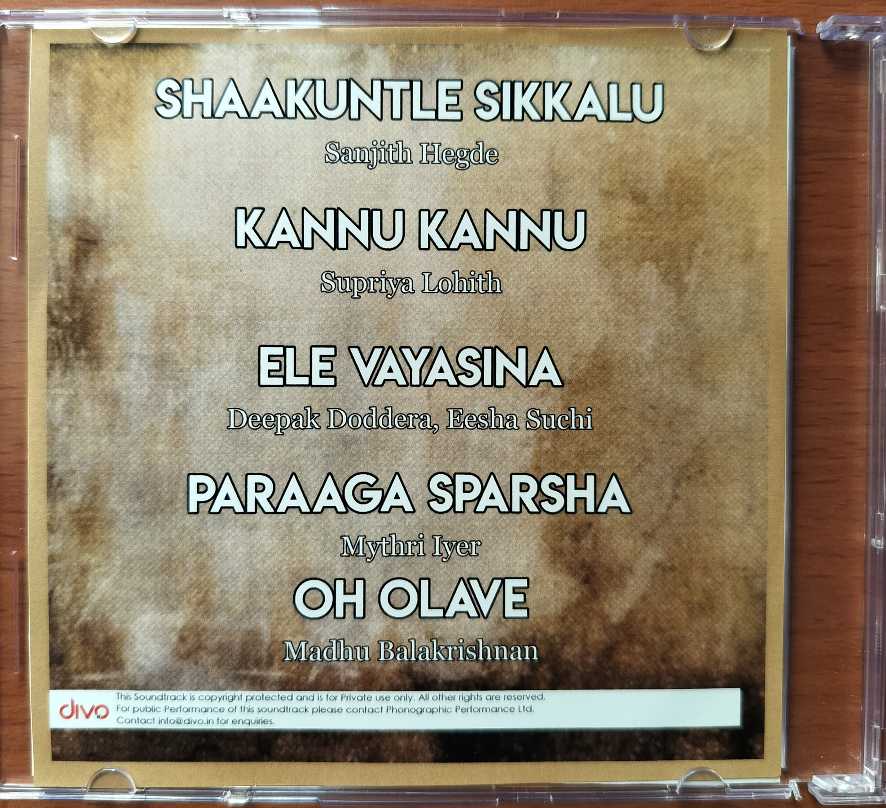 SHAAKUNTLE SIKKALU
Sanjith Hegde
KANNU KANNU
Supriya Lohith
ELE VAYASINA
Deepak Doddera, Eesha Suchi
PARAAGA SPARSHA
Mythri Iyer
OH OLAVE
Madhu Balakrishnan
divo
This Soundtrack is copyright protected and is for Private use only. All other rights are reserved.
For public Performance of this soundtrack please contact Phonographic Performance Ltd.
Contact info@divo.in for enquiries.